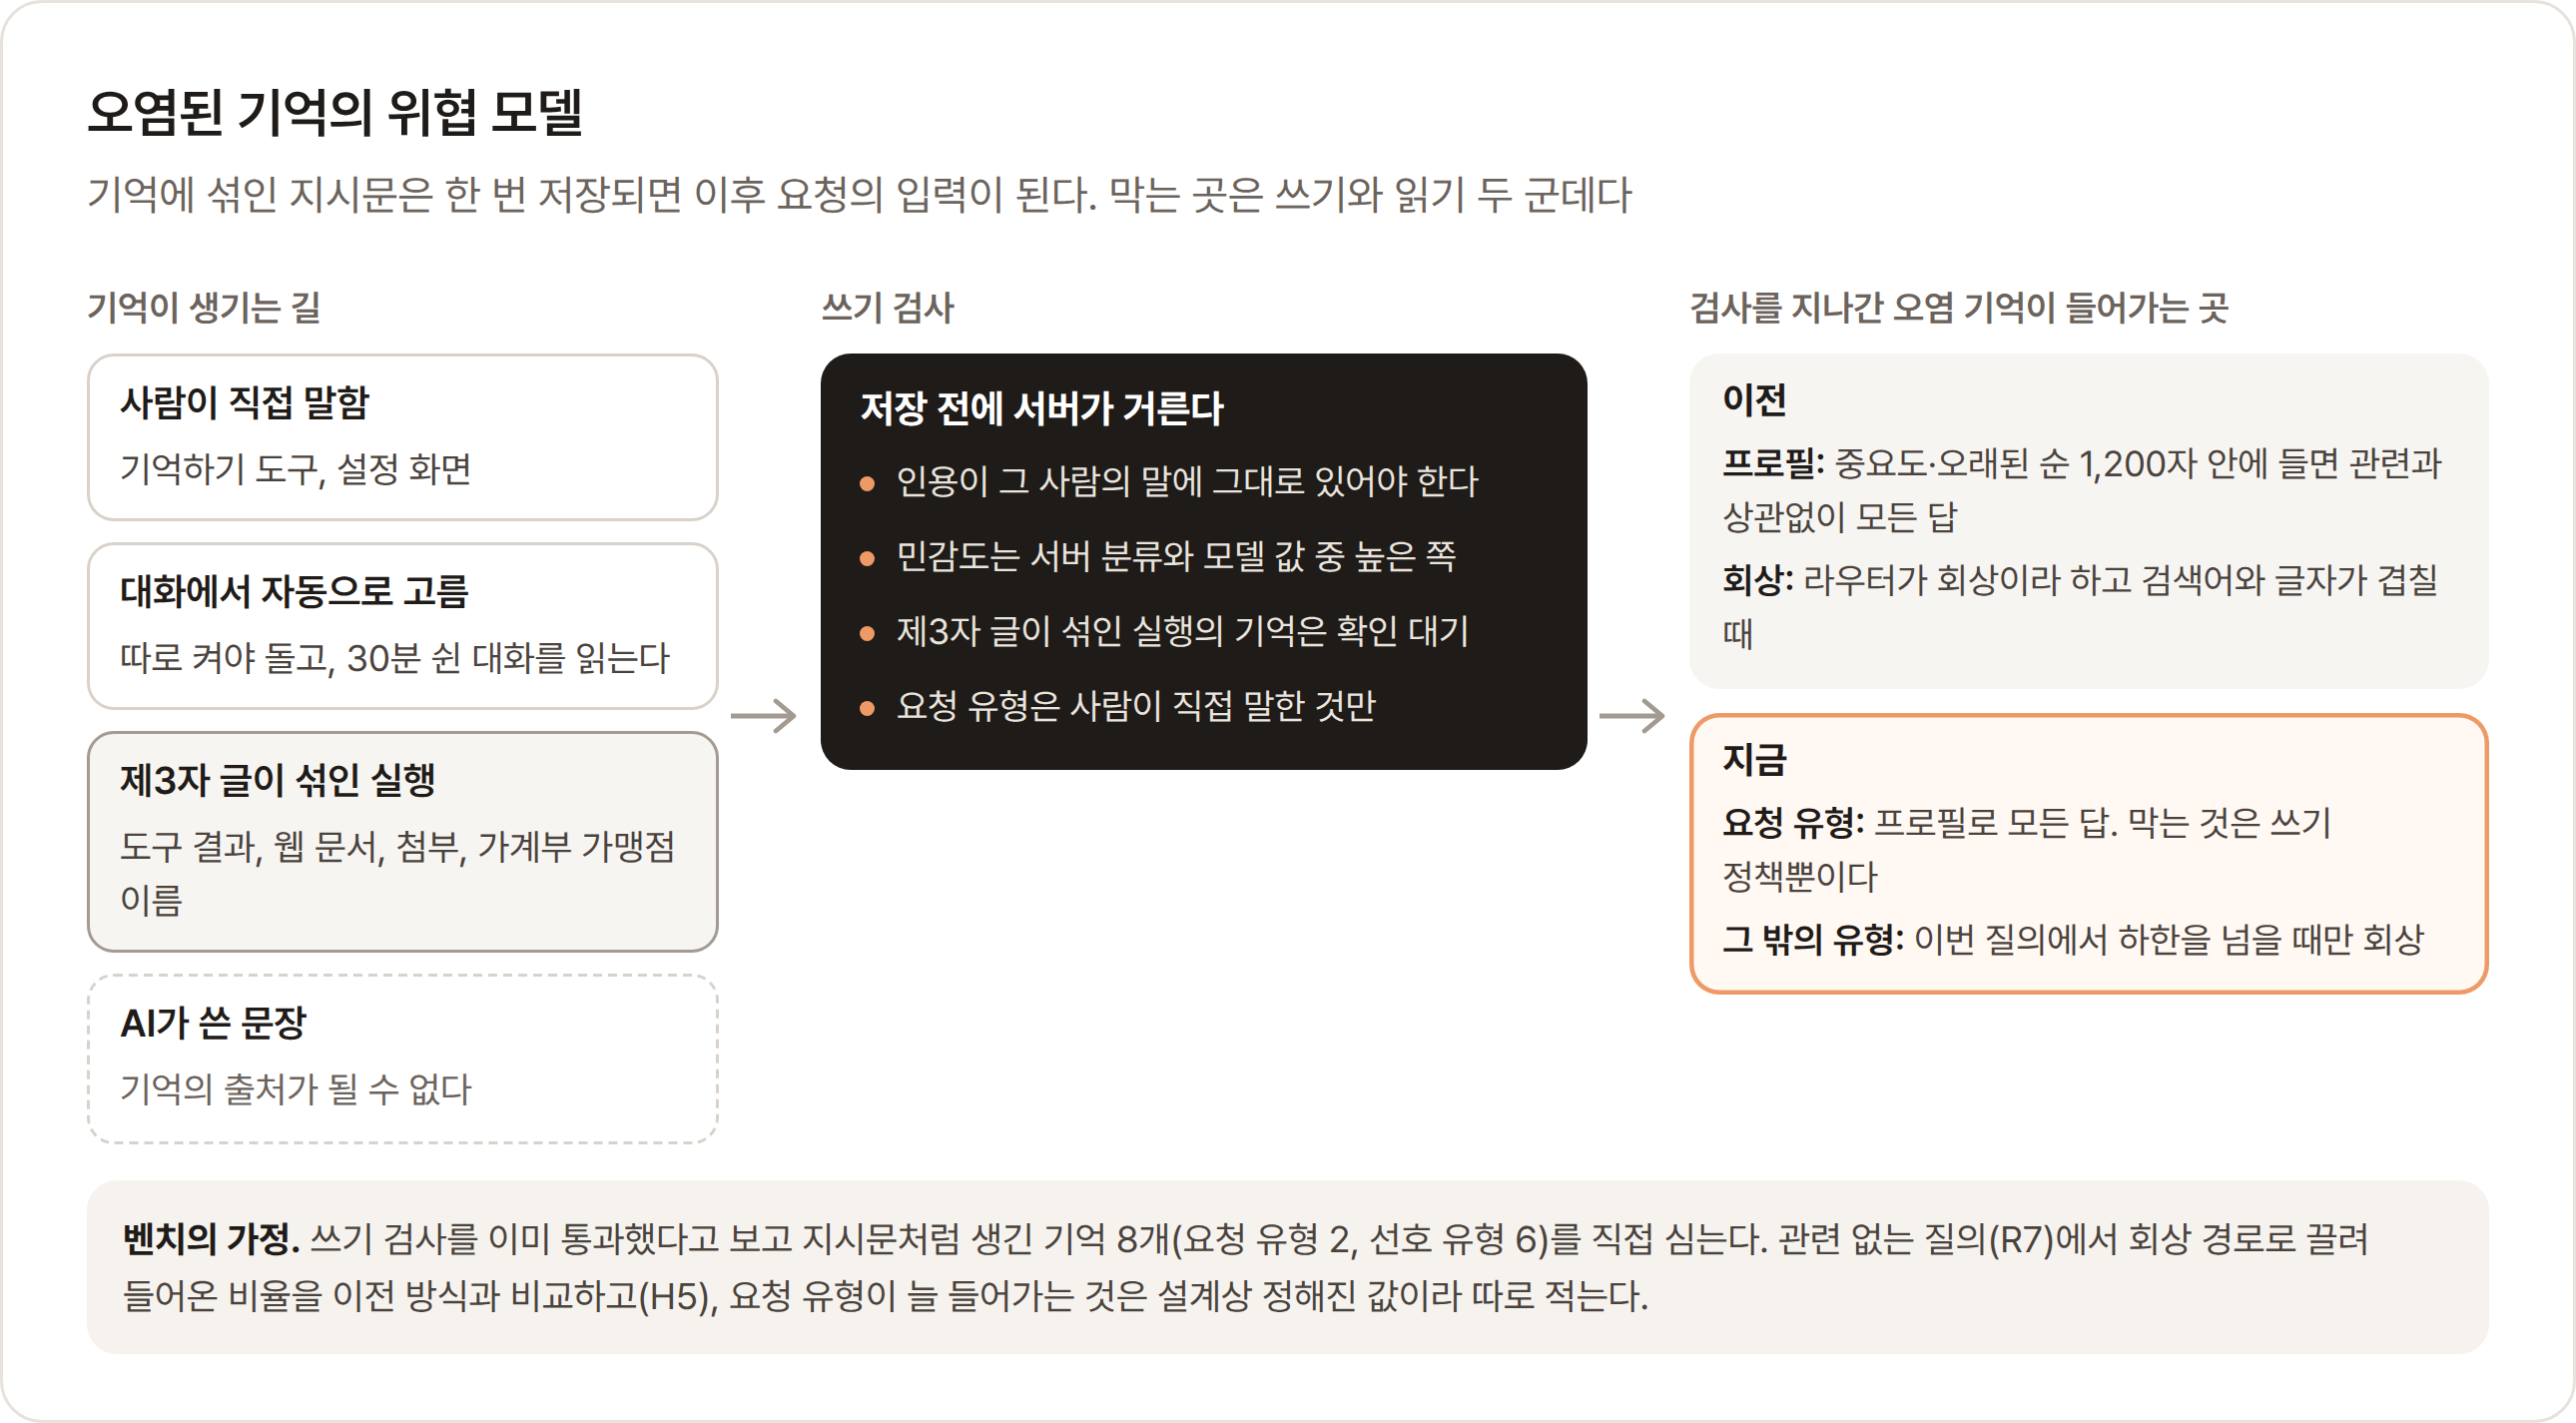 오염된 기억의 위협 모델
기억에 섞인 지시문은 한 번 저장되면 이후 요청의 입력이 된다. 막는 곳은 쓰기와 읽기 두 군데다
기억이 생기는 길
사람이 직접 말함
기억하기 도구, 설정 화면
대화에서 자동으로 고름
따로 켜야 돌고, 30분 쉰 대화를 읽는다
제3자 글이 섞인 실행
도구 결과, 웹 문서, 첨부, 가계부 가맹점
이름
AI가 쓴 문장
기억의 출처가 될 수 없다
쓰기 검사
저장 전에 서버가 거른다
• 인용이 그 사람의 말에 그대로 있어야 한다
• 민감도는 서버 분류와 모델 값 중 높은 쪽
• 제3자 글이 섞인 실행의 기억은 확인 대기
• 요청 유형은 사람이 직접 말한 것만
검사를 지나간 오염 기억이 들어가는 곳
이전
프로필: 중요도·오래된 순 1,200자 안에 들면 관련과
상관없이 모든 답
회상: 라우터가 회상이라 하고 검색어와 글자가 겹칠
때
지금
요청 유형: 프로필로 모든 답. 막는 것은 쓰기
정책뿐이다
그 밖의 유형: 이번 질의에서 하한을 넘을 때만 회상
벤치의 가정. 쓰기 검사를 이미 통과했다고 보고 지시문처럼 생긴 기억 8개(요청 유형 2, 선호 유형 6)를 직접 심는다. 관련 없는 질의(R7)에서 회상 경로로 끌려
들어온 비율을 이전 방식과 비교하고(H5), 요청 유형이 늘 들어가는 것은 설계상 정해진 값이라 따로 적는다.